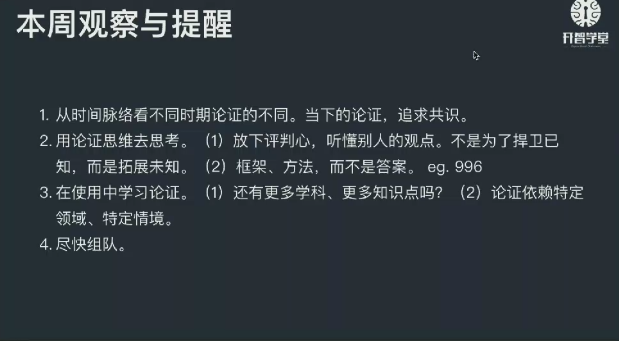 本周观察与提醒
开智学堂
1. 从时间脉络看不同时期论证的不同。当下的论证，追求共识。
2. 用论证思维去思考。（1）放下评判心，听懂别人的观点。不是为了捍卫已
知，而是拓展未知。（2）框架、方法，而不是答案。 eg. 996
3. 在使用中学习论证。（1）还有更多学科、更多知识点吗？（2）论证依赖特定
领域、特定情境。
4. 尽快组队。